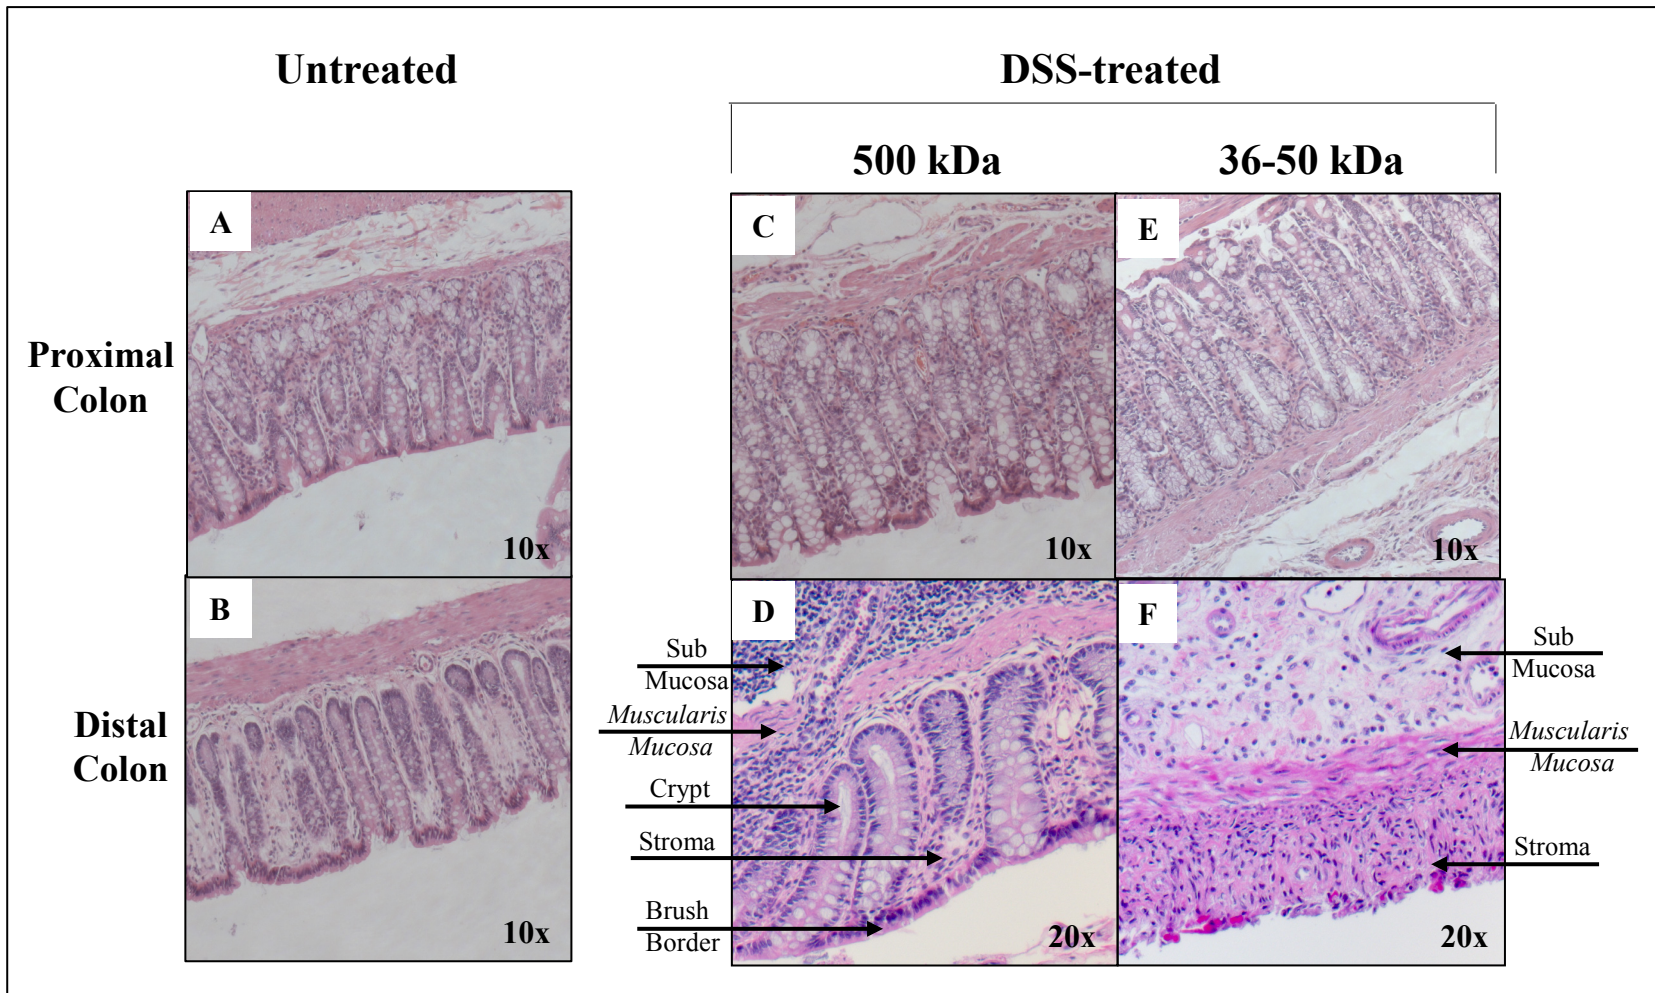 Untreated
DSS-treated
500 kDa
36-50 kDa
A
C
E
Proximal
Colon
10x
10x
10x
B
D
F
Distal
Colon
Sub
Mucosa
Muscularis
Mucosa
Crypt
Stroma
Brush
Border
Sub
Mucosa
Muscularis
Mucosa
Stroma
10x
20x
20x